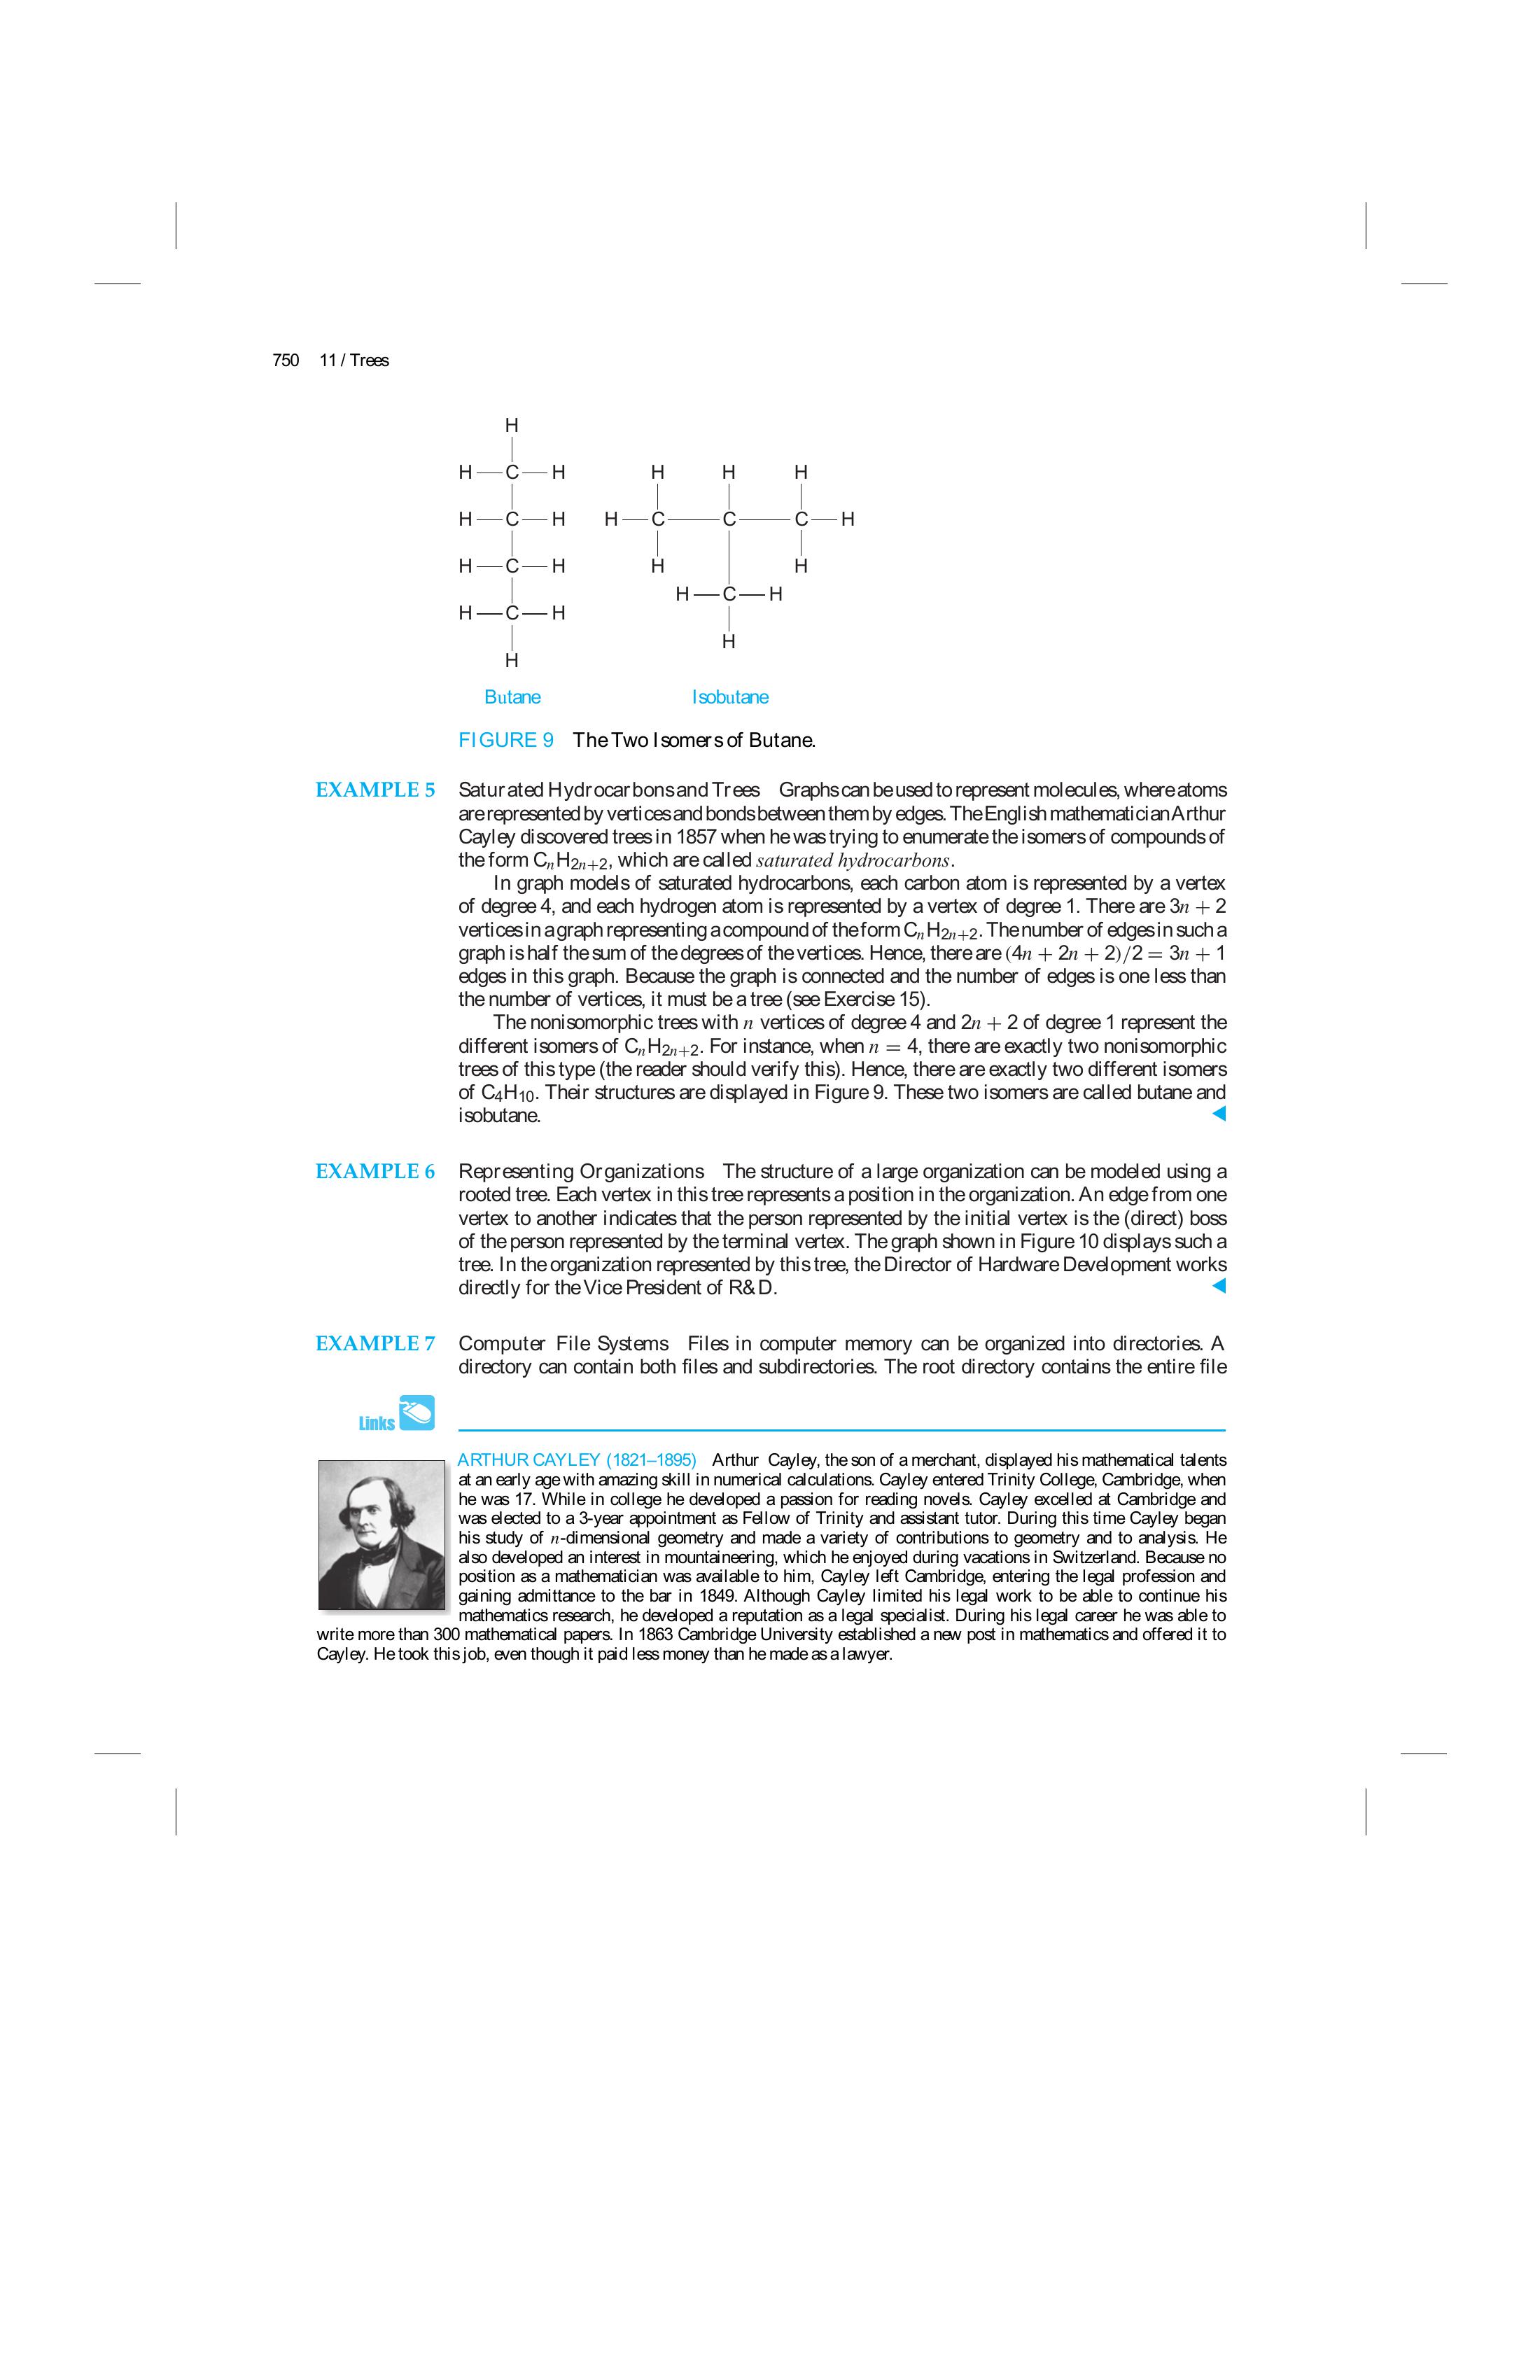 750 11 / Trees
H
H C H H H H
H C H H C C C H
H C H H H
H C H
H C H
H
H
Butane Isobutane
FIGURE 9 The Two Isomers of Butane.
EXAMPLE 5 Saturated Hydrocarbons and Trees Graphs can be used to represent molecules, where atoms
are represented by vertices and bonds between them by edges. The English mathematician Arthur
Cayley discovered trees in 1857 when he was trying to enumerate the isomers of compounds of
the form CnH2n+2, which are called saturated hydrocarbons.
In graph models of saturated hydrocarbons, each carbon atom is represented by a vertex
of degree 4, and each hydrogen atom is represented by a vertex of degree 1. There are 3n + 2
vertices in a graph representing a compound of the form CnH2n+2. The number of edges in such a
graph is half the sum of the degrees of the vertices. Hence, there are (4n + 2n + 2)/2 = 3n + 1
edges in this graph. Because the graph is connected and the number of edges is one less than
the number of vertices, it must be a tree (see Exercise 15).
The nonisomorphic trees with n vertices of degree 4 and 2n + 2 of degree 1 represent the
different isomers of CnH2n+2. For instance, when n = 4, there are exactly two nonisomorphic
trees of this type (the reader should verify this). Hence, there are exactly two different isomers
of C4H10. Their structures are displayed in Figure 9. These two isomers are called butane and
isobutane.
EXAMPLE 6 Representing Organizations The structure of a large organization can be modeled using a
rooted tree. Each vertex in this tree represents a position in the organization. An edge from one
vertex to another indicates that the person represented by the initial vertex is the (direct) boss
of the person represented by the terminal vertex. The graph shown in Figure 10 displays such a
tree. In the organization represented by this tree, the Director of Hardware Development works
directly for the Vice President of R&D.
EXAMPLE 7 Computer File Systems Files in computer memory can be organized into directories. A
directory can contain both files and subdirectories. The root directory contains the entire file
Links
ARTHUR CAYLEY (1821–1895) Arthur Cayley, the son of a merchant, displayed his mathematical talents
at an early age with amazing skill in numerical calculations. Cayley entered Trinity College, Cambridge, when
he was 17. While in college he developed a passion for reading novels. Cayley excelled at Cambridge and
was elected to a 3-year appointment as Fellow of Trinity and assistant tutor. During this time Cayley began
his study of n-dimensional geometry and made a variety of contributions to geometry and to analysis. He
also developed an interest in mountaineering, which he enjoyed during vacations in Switzerland. Because no
position as a mathematician was available to him, Cayley left Cambridge, entering the legal profession and
gaining admittance to the bar in 1849. Although Cayley limited his legal work to be able to continue his
mathematics research, he developed a reputation as a legal specialist. During his legal career he was able to
write more than 300 mathematical papers. In 1863 Cambridge University established a new post in mathematics and offered it to
Cayley. He took this job, even though it paid less money than he made as a lawyer.